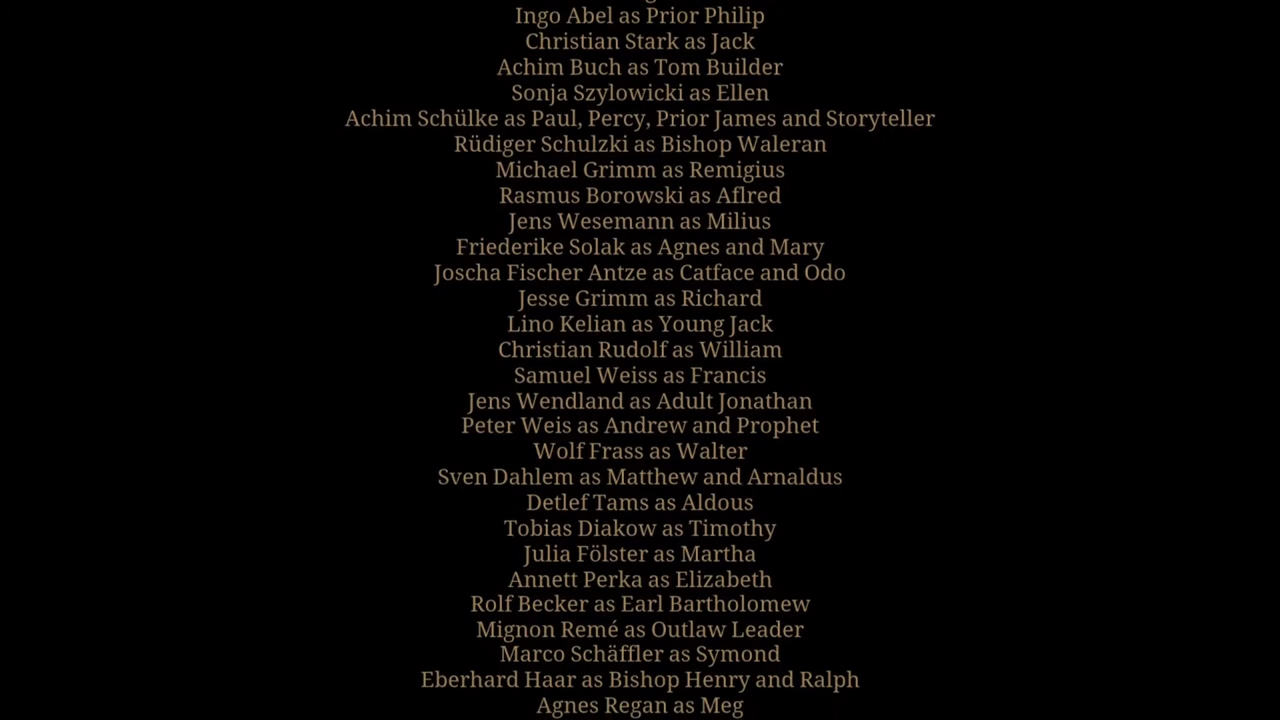 Ingo Abel as Prior Philip
Christian Stark as Jack
Achim Buch as Tom Builder
Sonja Szylowicki as Ellen
Achim Schülke as Paul, Percy, Prior James and Storyteller
Rüdiger Schulzki as Bishop Waleran
Michael Grimm as Remigius
Rasmus Borowski as Aflred
Jens Wesemann as Milius
Friederike Solak as Agnes and Mary
Joscha Fischer Antze as Catface and Odo
Jesse Grimm as Richard
Lino Kelian as Young Jack
Christian Rudolf as William
Samuel Weiss as Francis
Jens Wendland as Adult Jonathan
Peter Weis as Andrew and Prophet
Wolf Frass as Walter
Sven Dahlem as Matthew and Arnaldus
Detlef Tams as Aldous
Tobias Diakow as Timothy
Julia Fölster as Martha
Annett Perka as Elizabeth
Rolf Becker as Earl Bartholomew
Mignon Remé as Outlaw Leader
Marco Schäffler as Symond
Eberhard Haar as Bishop Henry and Ralph
Agnes Regan as Meg